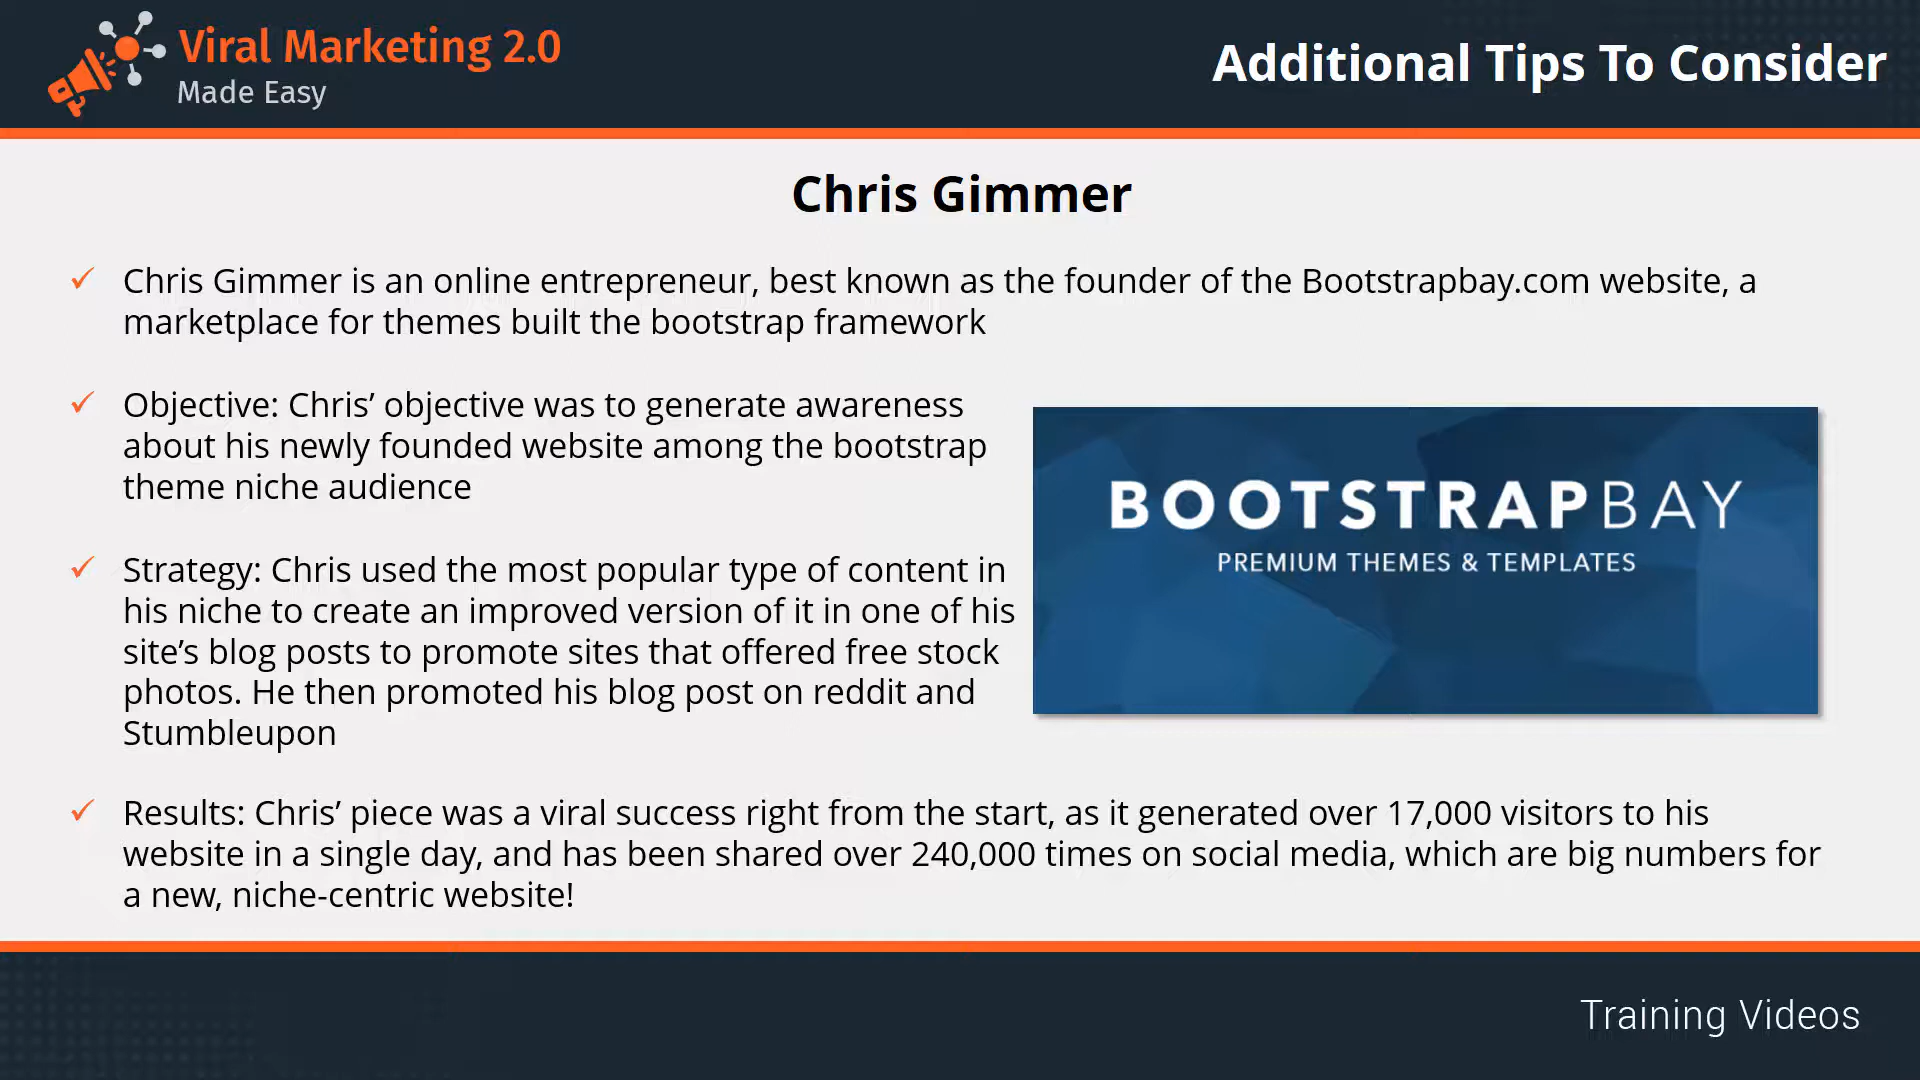 Viral Marketing 2.0
Made Easy
Additional Tips To Consider
Chris Gimmer
Chris Gimmer is an online entrepreneur, best known as the founder of the Bootstrapbay.com website, a
marketplace for themes built the bootstrap framework
Objective: Chris’ objective was to generate awareness
about his newly founded website among the bootstrap
theme niche audience
Strategy: Chris used the most popular type of content in
his niche to create an improved version of it in one of his
site’s blog posts to promote sites that offered free stock
photos. He then promoted his blog post on reddit and
Stumbleupon
BOOTSTRAPBAY
PREMIUM THEMES & TEMPLATES
Results: Chris’ piece was a viral success right from the start, as it generated over 17,000 visitors to his
website in a single day, and has been shared over 240,000 times on social media, which are big numbers for
a new, niche-centric website!
Training Videos